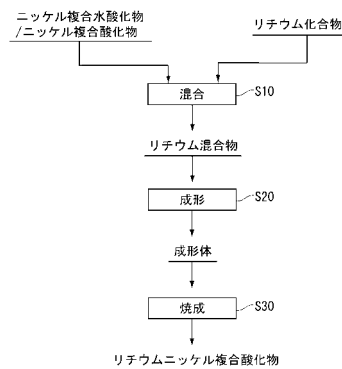 ニッケル複合水酸化物
/ニッケル複合酸化物
リチウム化合物
混合
S10
リチウム混合物
成形
S20
成形体
焼成
S30
リチウムニッケル複合酸化物